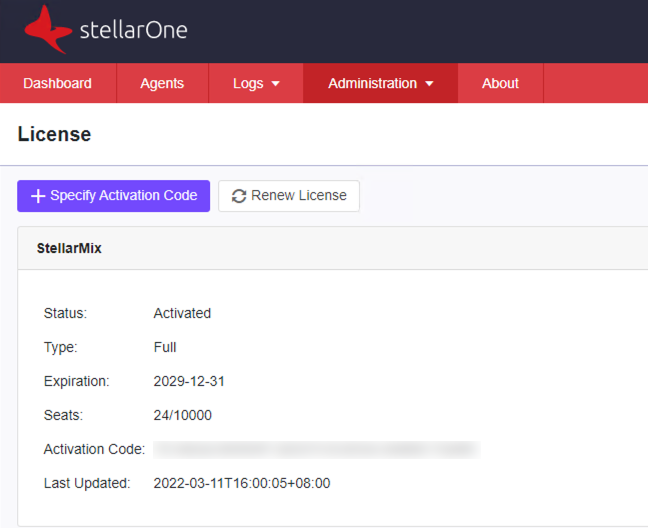 stellarOne
Dashboard Agents Logs Administration About
License
Specify Activation Code Renew License
StellarMix
Status: Activated
Type: Full
Expiration: 2029-12-31
Seats: 24/10000
Activation Code:
Last Updated: 2022-03-11T16:00:05+08:00